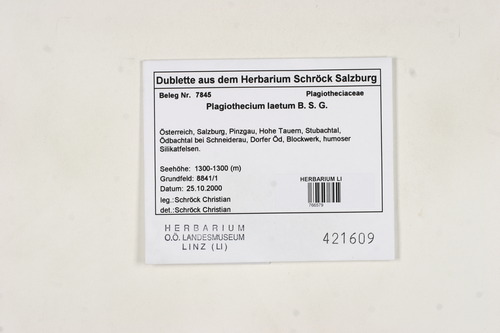 Dublette aus dem Herbarium Schröck Salzburg
Beleg Nr. 7845 Plagiotheciaceae
Plagiothecium laetum B. S. G.
Österreich, Salzburg, Pinzgau, Hohe Tauern, Stubachtal,
Ödbachtal bei Schneiderau, Dorfer Öd, Blockwerk, humoser
Silikatfelsen.
Seehöhe: 1300-1300 (m)
Grundfeld: 8841/1
Datum: 25.10.2000
leg.:Schröck Christian
det.:Schröck Christian
HERBARIUM LI
HERBARIUM
O.Ö. LANDESMUSEUM
LINZ (LI)
421609